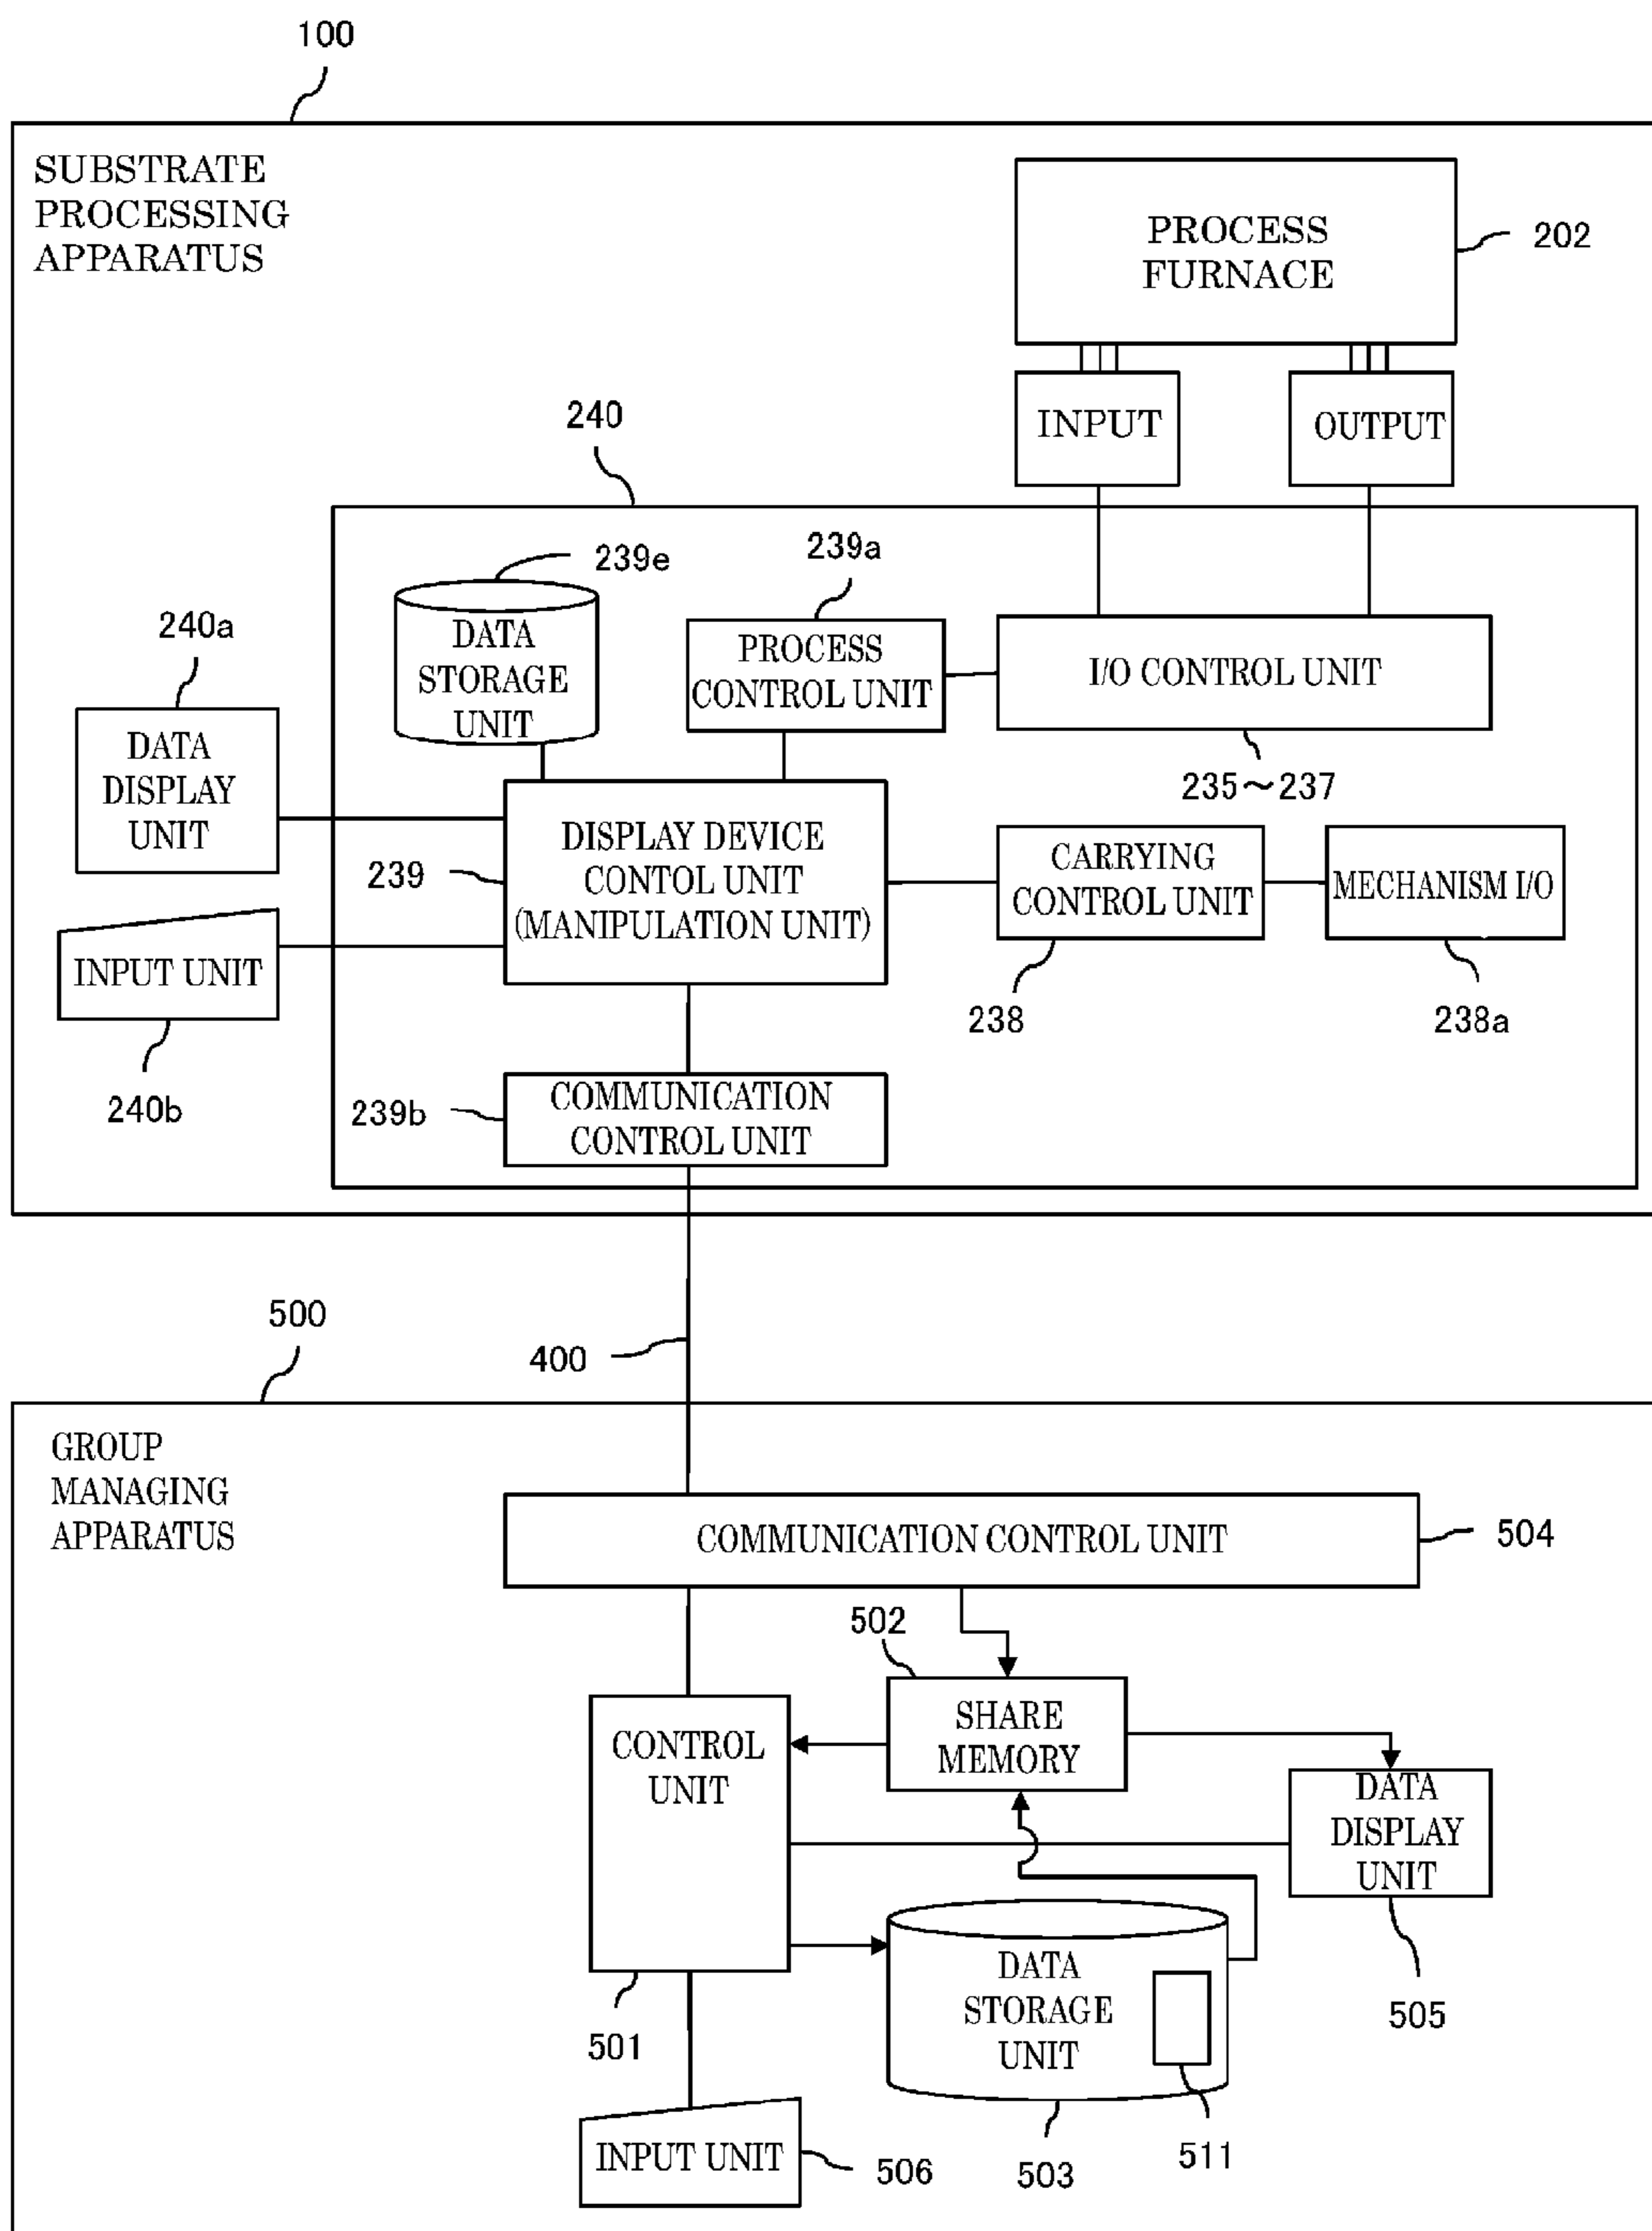 100
SUBSTRATE
PROCESSING
APPARATUS
PROCESS
FURNACE
202
INPUT
OUTPUT
240
239e
239a
DATA
STORAGE
UNIT
PROCESS
CONTROL UNIT
I/O CONTROL UNIT
235~237
240a
DATA
DISPLAY
UNIT
239
DISPLAY DEVICE
CONTOL UNIT
(MANIPULATION UNIT)
CARRYING
CONTROL UNIT
MECHANISM I/O
238
238a
INPUT UNIT
240b
239b
COMMUNICATION
CONTROL UNIT
400
500
GROUP
MANAGING
APPARATUS
COMMUNICATION CONTROL UNIT
504
502
SHARE
MEMORY
CONTROL
UNIT
DATA
DISPLAY
UNIT
505
501
DATA
STORAGE
UNIT
511
503
INPUT UNIT
506